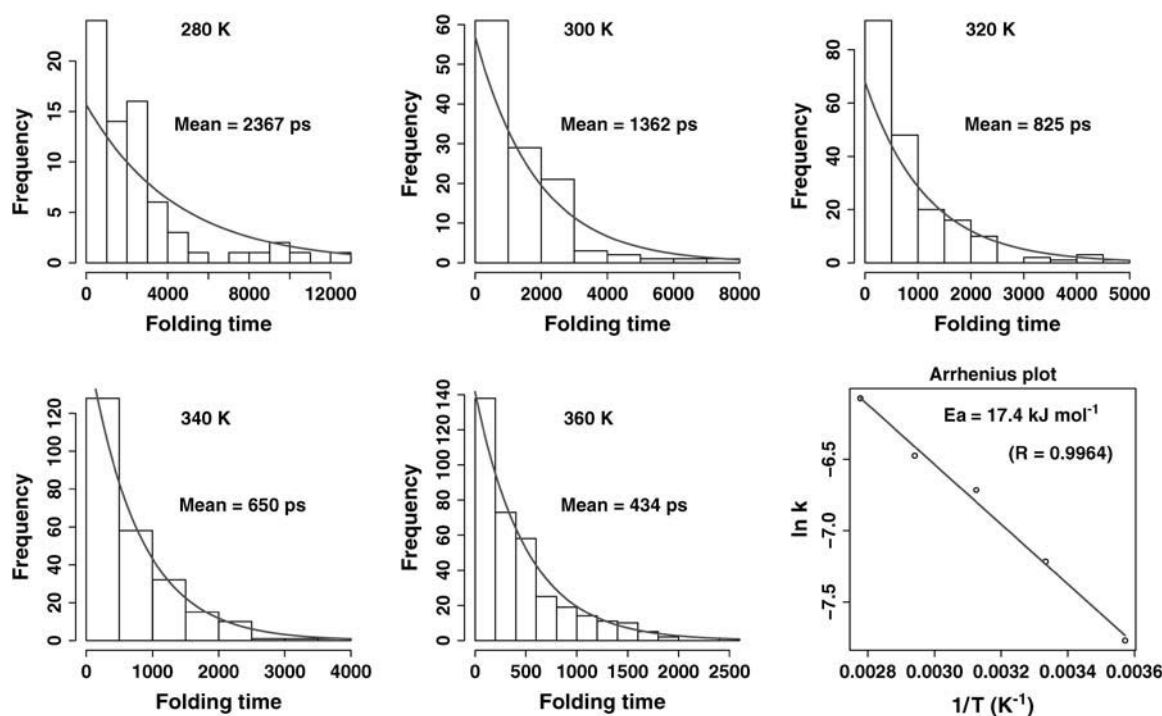 280 K
Mean = 2367 ps
Frequency
0 5 10 15 20
0 4000 8000 12000
Folding time
300 K
Mean = 1362 ps
Frequency
0 10 20 30 40 50 60
0 2000 4000 6000 8000
Folding time
320 K
Mean = 825 ps
Frequency
0 20 40 60 80
0 1000 2000 3000 4000 5000
Folding time
340 K
Mean = 650 ps
Frequency
0 20 40 60 80 100 120
0 1000 2000 3000 4000
Folding time
360 K
Mean = 434 ps
Frequency
0 20 40 60 80 100 120 140
0 500 1000 1500 2000 2500
Folding time
Arrhenius plot
Ea = 17.4 kJ mol⁻¹
(R = 0.9964)
ln k
−7.5 −7.0 −6.5
0.0028 0.0030 0.0032 0.0034 0.0036
1/T (K⁻¹)